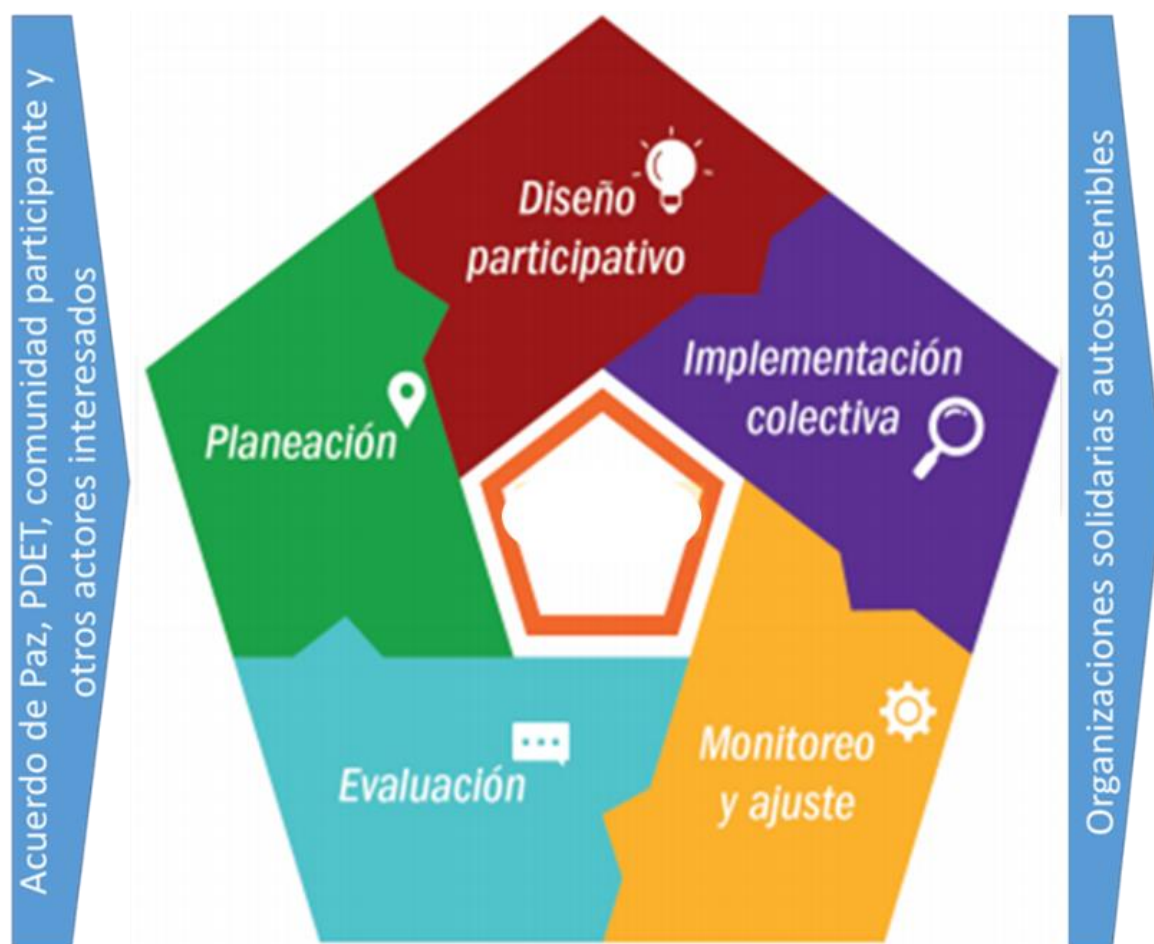 Acuerdo de Paz, PDET, comunidad participante y
otros actores interesados
Diseño
participativo
Implementación
colectiva
Planeación
Monitoreo
y ajuste
Evaluación
Organizaciones solidarias autosostenibles